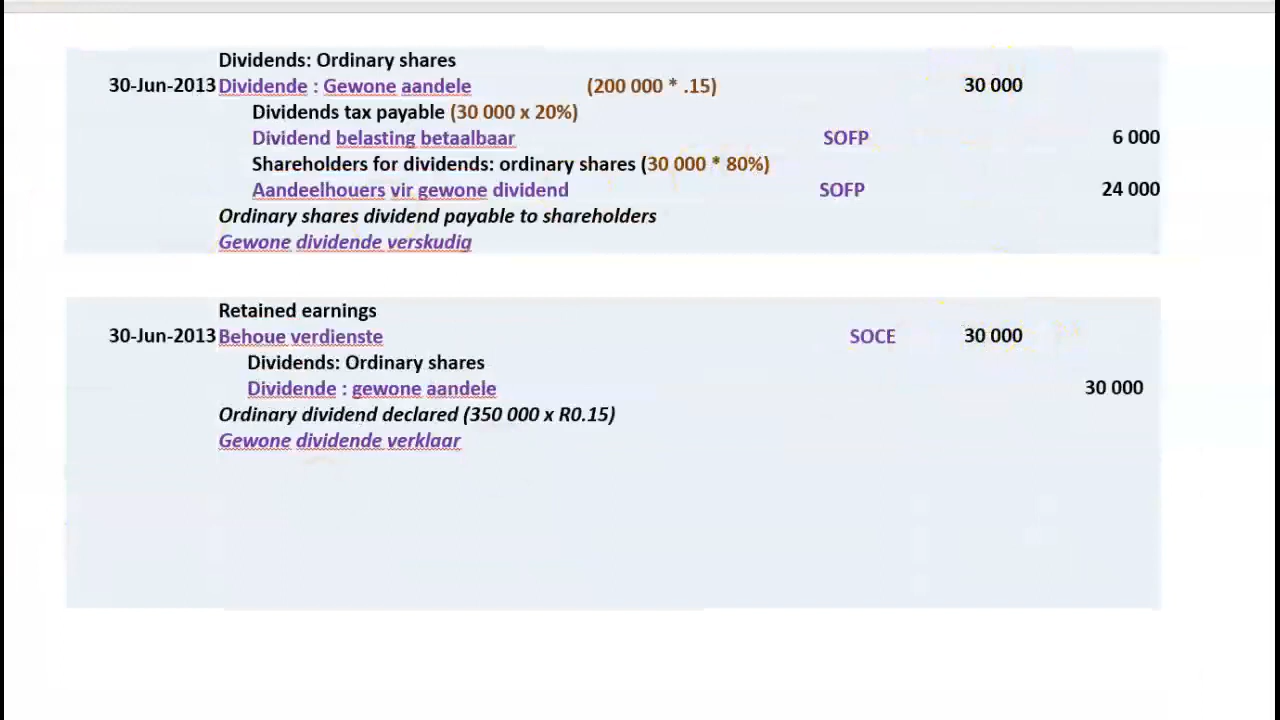 Dividends: Ordinary shares
30-Jun-2013 Dividende : Gewone aandele (200 000 * .15) 30 000
Dividends tax payable (30 000 x 20%)
Dividend belasting betaalbaar SOFP 6 000
Shareholders for dividends: ordinary shares (30 000 * 80%)
Aandeelhouers vir gewone dividend SOFP 24 000
Ordinary shares dividend payable to shareholders
Gewone dividende verskudig
Retained earnings
30-Jun-2013 Behoue verdienste SOCE 30 000
Dividends: Ordinary shares
Dividende : gewone aandele 30 000
Ordinary dividend declared (350 000 x R0.15)
Gewone dividende verklaar